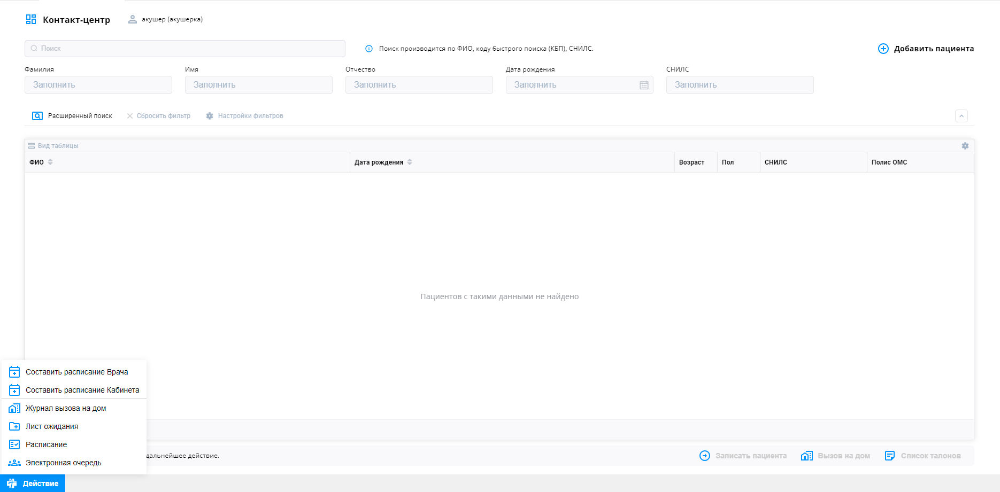 Контакт-центр
акушер (акушерка)
Поиск
Поиск производится по ФИО, коду быстрого поиска (КБП), СНИЛС.
Добавить пациента
Фамилия
Имя
Отчество
Дата рождения
СНИЛС
Заполнить
Заполнить
Заполнить
Заполнить
Заполнить
Расширенный поиск
Сбросить фильтр
Настройки фильтров
Вид таблицы
ФИО
Дата рождения
Возраст
Пол
СНИЛС
Полис ОМС
Пациентов с такими данными не найдено
Составить расписание Врача
Составить расписание Кабинета
Журнал вызова на дом
Лист ожидания
Расписание
Электронная очередь
дальнейшее действие.
Записать пациента
Вызов на дом
Список талонов
Действие